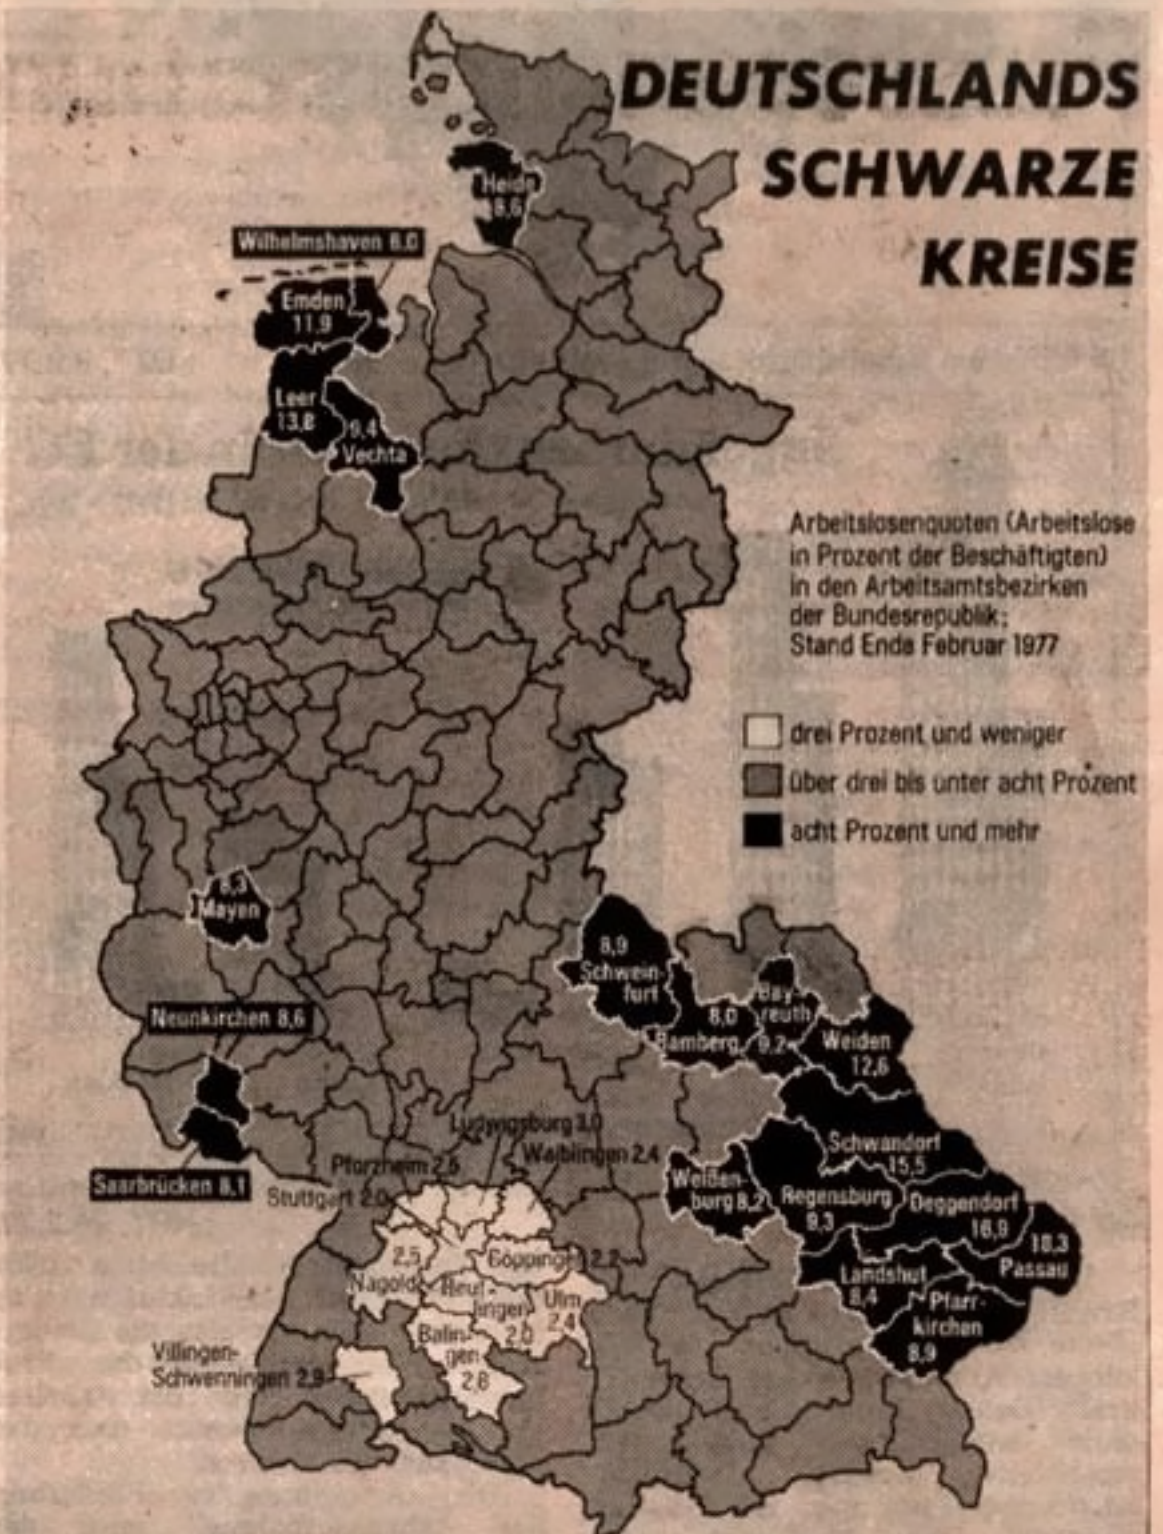 DEUTSCHLANDS
SCHWARZE
KREISE
Heide
8,6
Wilhelmshaven 8,0
Emden
11,9
Leer
13,8
9,4
Vechta
Arbeitslosenquoten (Arbeitslose
in Prozent der Beschäftigten)
in den Arbeitsamtsbezirken
der Bundesrepublik;
Stand Ende Februar 1977
drei Prozent und weniger
über drei bis unter acht Prozent
acht Prozent und mehr
8,3
Mayen
8,9
Schwein-
furt
Bay-
reuth
9,2
8,0
Bamberg
Weiden
12,6
Neunkirchen 8,6
Saarbrücken 8,1
Ludwigsburg 3,0
Waiblingen 2,4
Pforzheim 2,6
Stuttgart 2,0
Schwandorf
15,5
Weißen-
burg 8,2
Regensburg
9,3
Deggendorf
16,9
18,3
Passau
Landshut
8,4
Pfarr-
kirchen
8,9
2,5
Nagold
Göppingen 2,2
Reut-
lingen
2,0
Ulm
2,4
Balin-
gen
2,8
Villingen-
Schwenningen 2,9